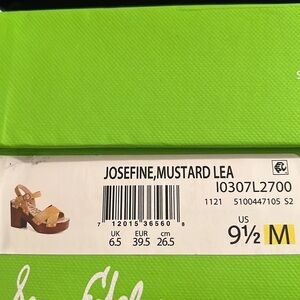 JOSEFINE,MUSTARD LEA
I0307L2700
1121 5100447105 S2
7 12015 36560 8
UK EUR cm
6.5 39.5 26.5
US
9½ M